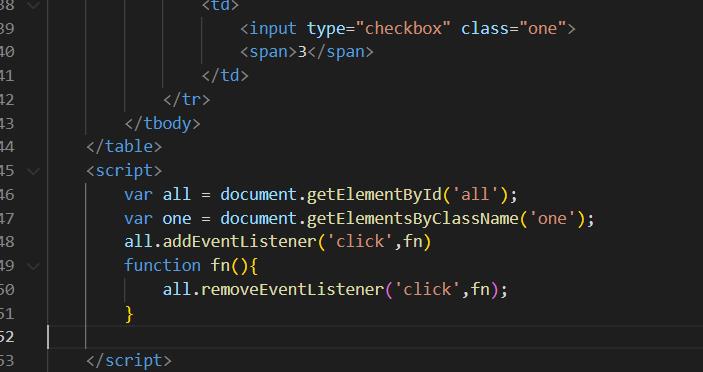 38 <td>
39 <input type="checkbox" class="one">
40 <span>3</span>
41 </td>
42 </tr>
43 </tbody>
44 </table>
45 <script>
46 var all = document.getElementById('all');
47 var one = document.getElementsByClassName('one');
48 all.addEventListener('click',fn)
49 function fn(){
50 all.removeEventListener('click',fn);
51 }
52
53 </script>